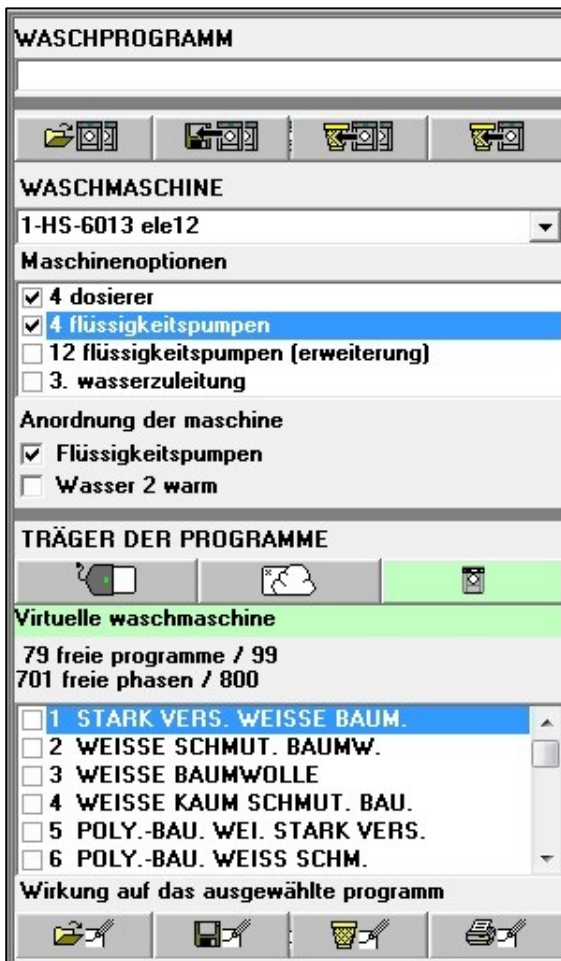 WASCHPROGRAMM
WASCHMASCHINE
1-HS-6013 ele12
Maschinenoptionen
4 dosierer
4 flüssigkeitspumpen
12 flüssigkeitspumpen (erweiterung)
3. wasserzuleitung
Anordnung der maschine
Flüssigkeitspumpen
Wasser 2 warm
TRÄGER DER PROGRAMME
Virtuelle waschmaschine
79 freie programme / 99
701 freie phasen / 800
1 STARK VERS. WEISSE BAUM.
2 WEISSE SCHMUT. BAUMW.
3 WEISSE BAUMWOLLE
4 WEISSE KAUM SCHMUT. BAU.
5 POLY.-BAU. WEI. STARK VERS.
6 POLY.-BAU. WEISS SCHM.
Wirkung auf das ausgewählte programm